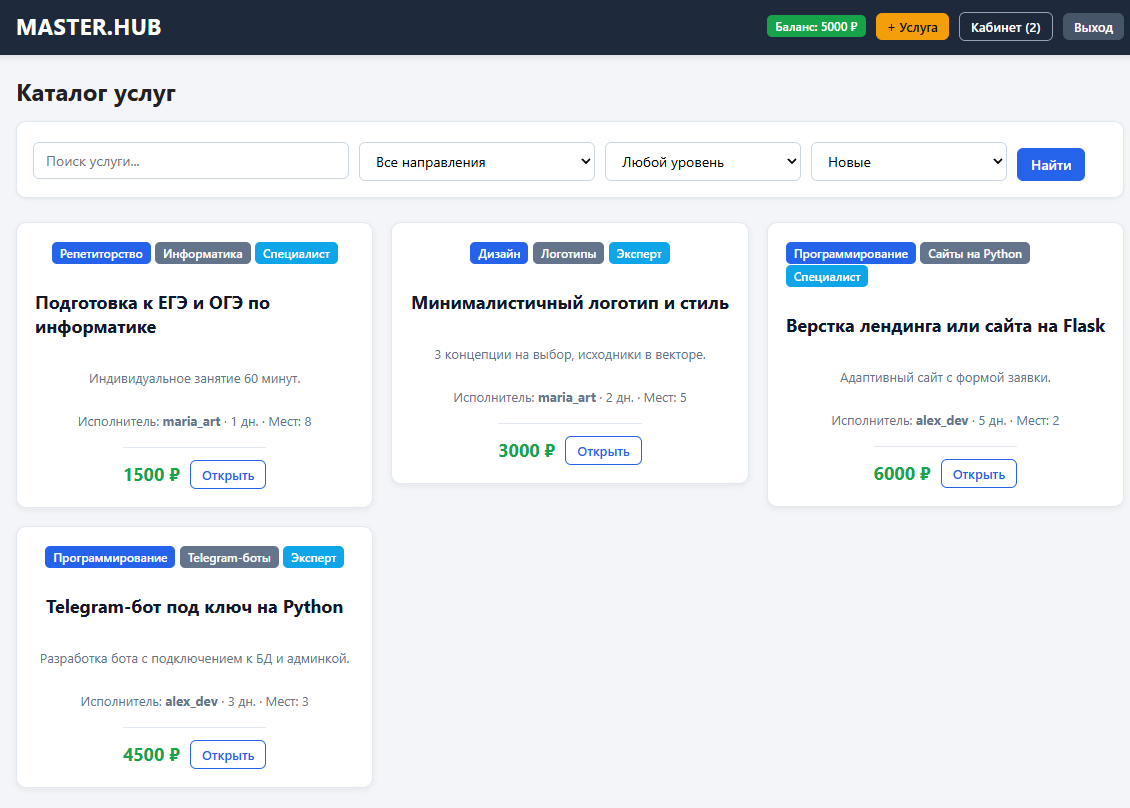 MASTER.HUB
Баланс: 5000 ₽
+ Услуга
Кабинет (2)
Выход
Каталог услуг
Поиск услуги...
Все направления
Любой уровень
Новые
Найти
Репетиторство Информатика Специалист
Подготовка к ЕГЭ и ОГЭ по
информатике
Индивидуальное занятие 60 минут.
Исполнитель: maria_art · 1 дн. · Мест: 8
1500 ₽ Открыть
Дизайн Логотипы Эксперт
Минималистичный логотип и стиль
3 концепции на выбор, исходники в векторе.
Исполнитель: maria_art · 2 дн. · Мест: 5
3000 ₽ Открыть
Программирование Сайты на Python
Специалист
Верстка лендинга или сайта на Flask
Адаптивный сайт с формой заявки.
Исполнитель: alex_dev · 5 дн. · Мест: 2
6000 ₽ Открыть
Программирование Telegram-боты Эксперт
Telegram-бот под ключ на Python
Разработка бота с подключением к БД и админкой.
Исполнитель: alex_dev · 3 дн. · Мест: 3
4500 ₽ Открыть